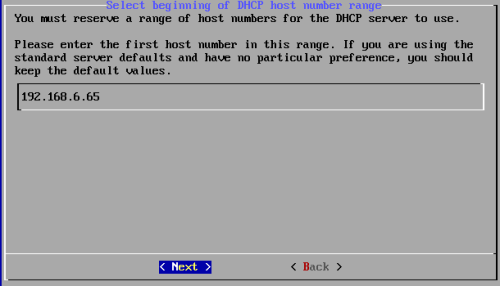 Select beginning of DHCP host number range
You must reserve a range of host numbers for the DHCP server to use.
Please enter the first host number in this range. If you are using the
standard server defaults and have no particular preference, you should
keep the default values.
192.168.6.65
< Next > < Back >